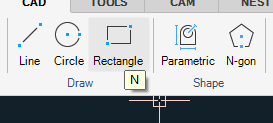 CAD TOOLS CAM NEST
Line Circle Rectangle Parametric N-gon
N
Draw Shape